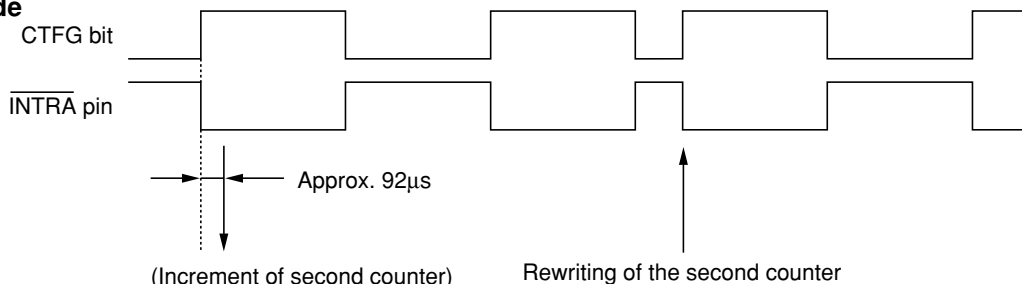 de
CTFG bit
INTRA pin
Approx. 92μs
(Increment of second counter)
Rewriting of the second counter